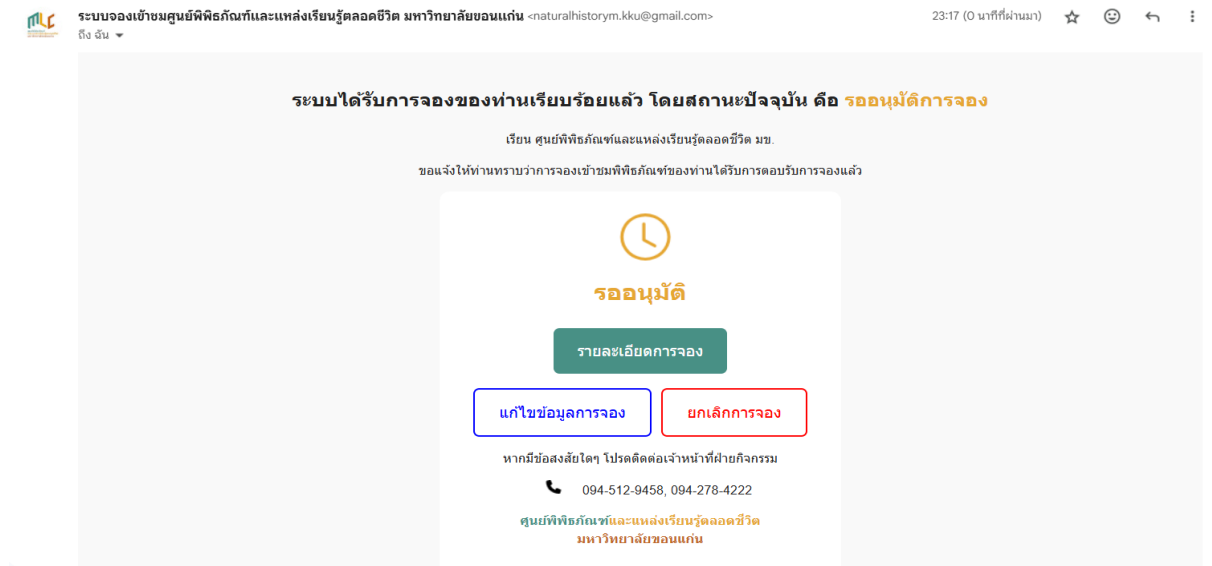 ระบบจองเข้าชมศูนย์พิพิธภัณฑ์และแหล่งเรียนรู้ตลอดชีวิต มหาวิทยาลัยขอนแก่น <naturalhistorym.kku@gmail.com> 23:17 (0 นาทีที่ผ่านมา)
ถึง ฉัน
ระบบได้รับการจองของท่านเรียบร้อยแล้ว โดยสถานะปัจจุบัน คือ รออนุมัติการจอง
เรียน ศูนย์พิพิธภัณฑ์และแหล่งเรียนรู้ตลอดชีวิต มข.
ขอแจ้งให้ท่านทราบว่าการจองเข้าชมพิพิธภัณฑ์ของท่านได้รับการตอบรับการจองแล้ว
รออนุมัติ
รายละเอียดการจอง
แก้ไขข้อมูลการจอง ยกเลิกการจอง
หากมีข้อสงสัยใดๆ โปรดติดต่อเจ้าหน้าที่ฝ่ายกิจกรรม
094-512-9458, 094-278-4222
ศูนย์พิพิธภัณฑ์และแหล่งเรียนรู้ตลอดชีวิต
มหาวิทยาลัยขอนแก่น